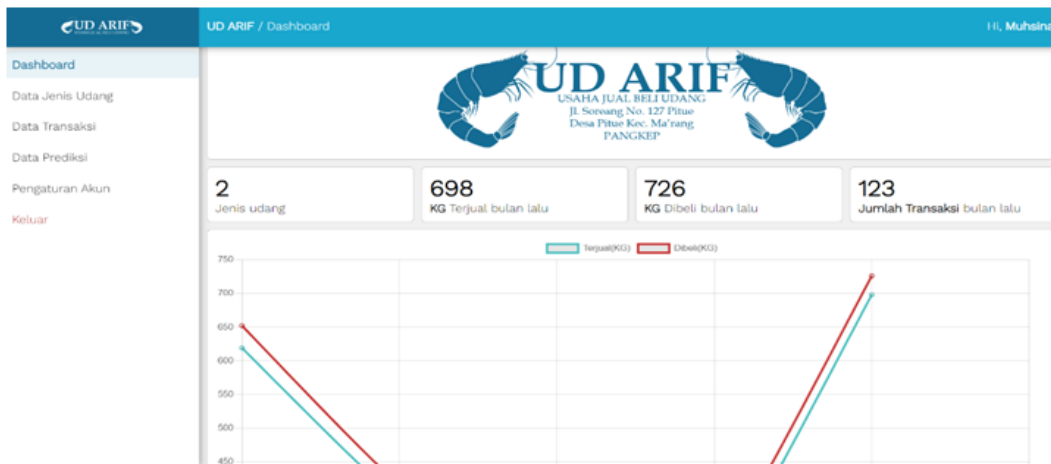 UD ARIF
UD ARIF / Dashboard
Hi, Muhsina
Dashboard
Data Jenis Udang
Data Transaksi
Data Prediksi
Pengaturan Akun
Keluar
UD ARIF
USAHA JUAL BELI UDANG
Jl. Soreang No. 127 Pitue
Desa Pitue Kec. Ma'rang
PANGKEP
2
Jenis udang
698
KG Terjual bulan lalu
726
KG Dibeli bulan lalu
123
Jumlah Transaksi bulan lalu
Terjual(KG) Dibeli(KG)
750
700
650
600
550
500
450